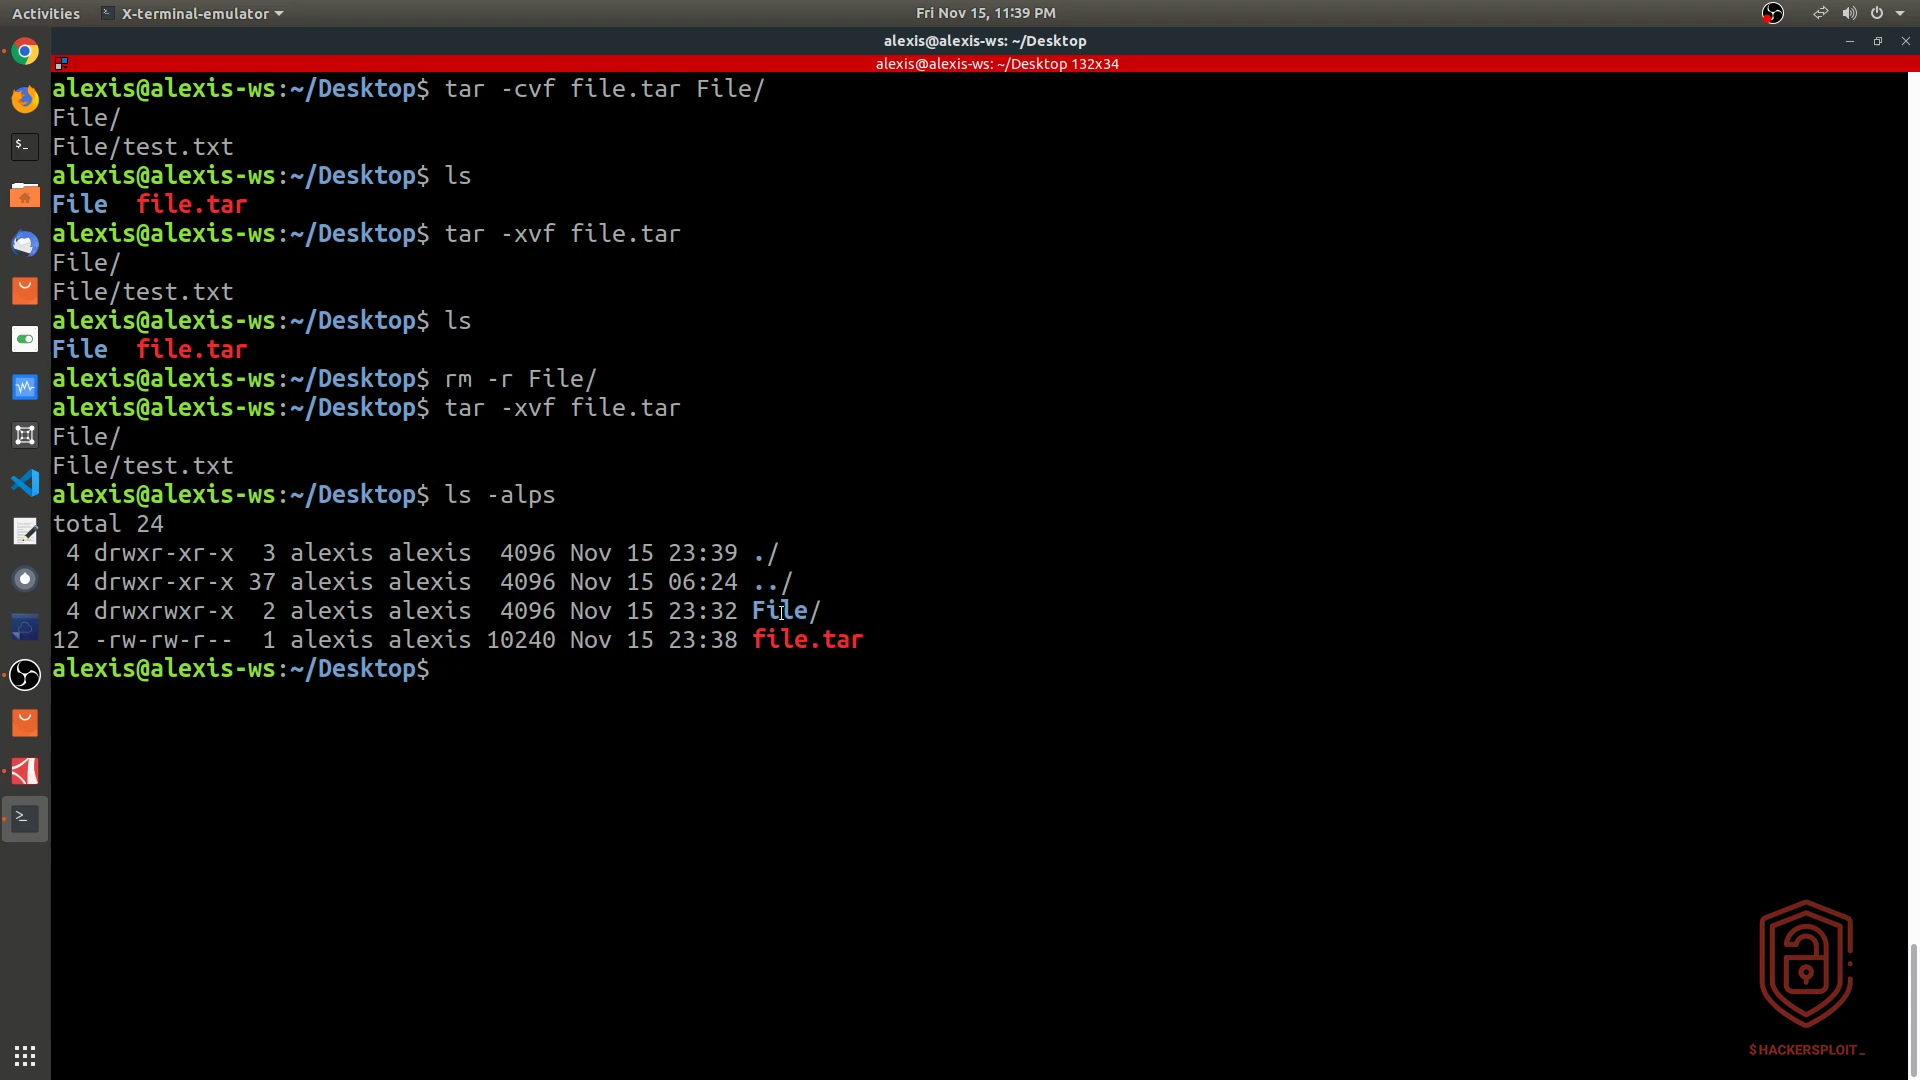 Activities X-terminal-emulator Fri Nov 15, 11:39 PM
alexis@alexis-ws: ~/Desktop
alexis@alexis-ws: ~/Desktop 132x34
alexis@alexis-ws:~/Desktop$ tar -cvf file.tar File/
File/
File/test.txt
alexis@alexis-ws:~/Desktop$ ls
File  file.tar
alexis@alexis-ws:~/Desktop$ tar -xvf file.tar
File/
File/test.txt
alexis@alexis-ws:~/Desktop$ ls
File  file.tar
alexis@alexis-ws:~/Desktop$ rm -r File/
alexis@alexis-ws:~/Desktop$ tar -xvf file.tar
File/
File/test.txt
alexis@alexis-ws:~/Desktop$ ls -alps
total 24
 4 drwxr-xr-x  3 alexis alexis  4096 Nov 15 23:39 ./
 4 drwxr-xr-x 37 alexis alexis  4096 Nov 15 06:24 ../
 4 drwxrwxr-x  2 alexis alexis  4096 Nov 15 23:32 File/
12 -rw-rw-r--  1 alexis alexis 10240 Nov 15 23:38 file.tar
alexis@alexis-ws:~/Desktop$
$HACKERSPLOIT_